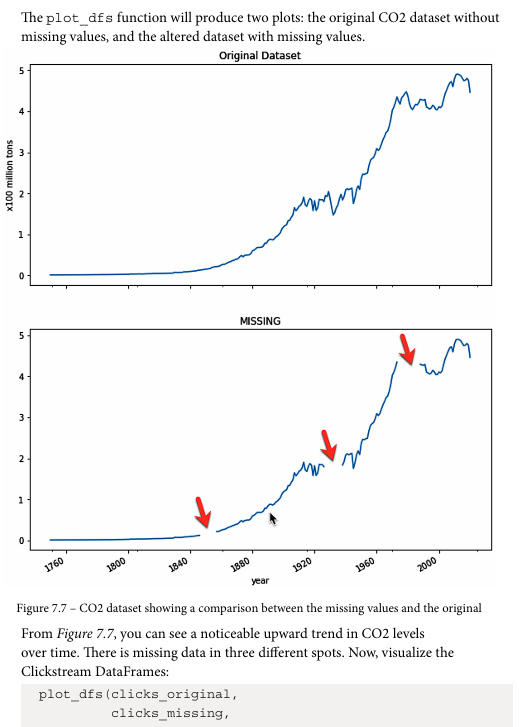 The plot_dfs function will produce two plots: the original CO2 dataset without
missing values, and the altered dataset with missing values.
Original Dataset
5
4
3
2
1
0
x100 million tons
MISSING
5
4
3
2
1
0
1760 1800 1840 1880 1920 1960 2000
year
Figure 7.7 – CO2 dataset showing a comparison between the missing values and the original
From Figure 7.7, you can see a noticeable upward trend in CO2 levels
over time. There is missing data in three different spots. Now, visualize the
Clickstream DataFrames:
plot_dfs(clicks_original,
clicks_missing,